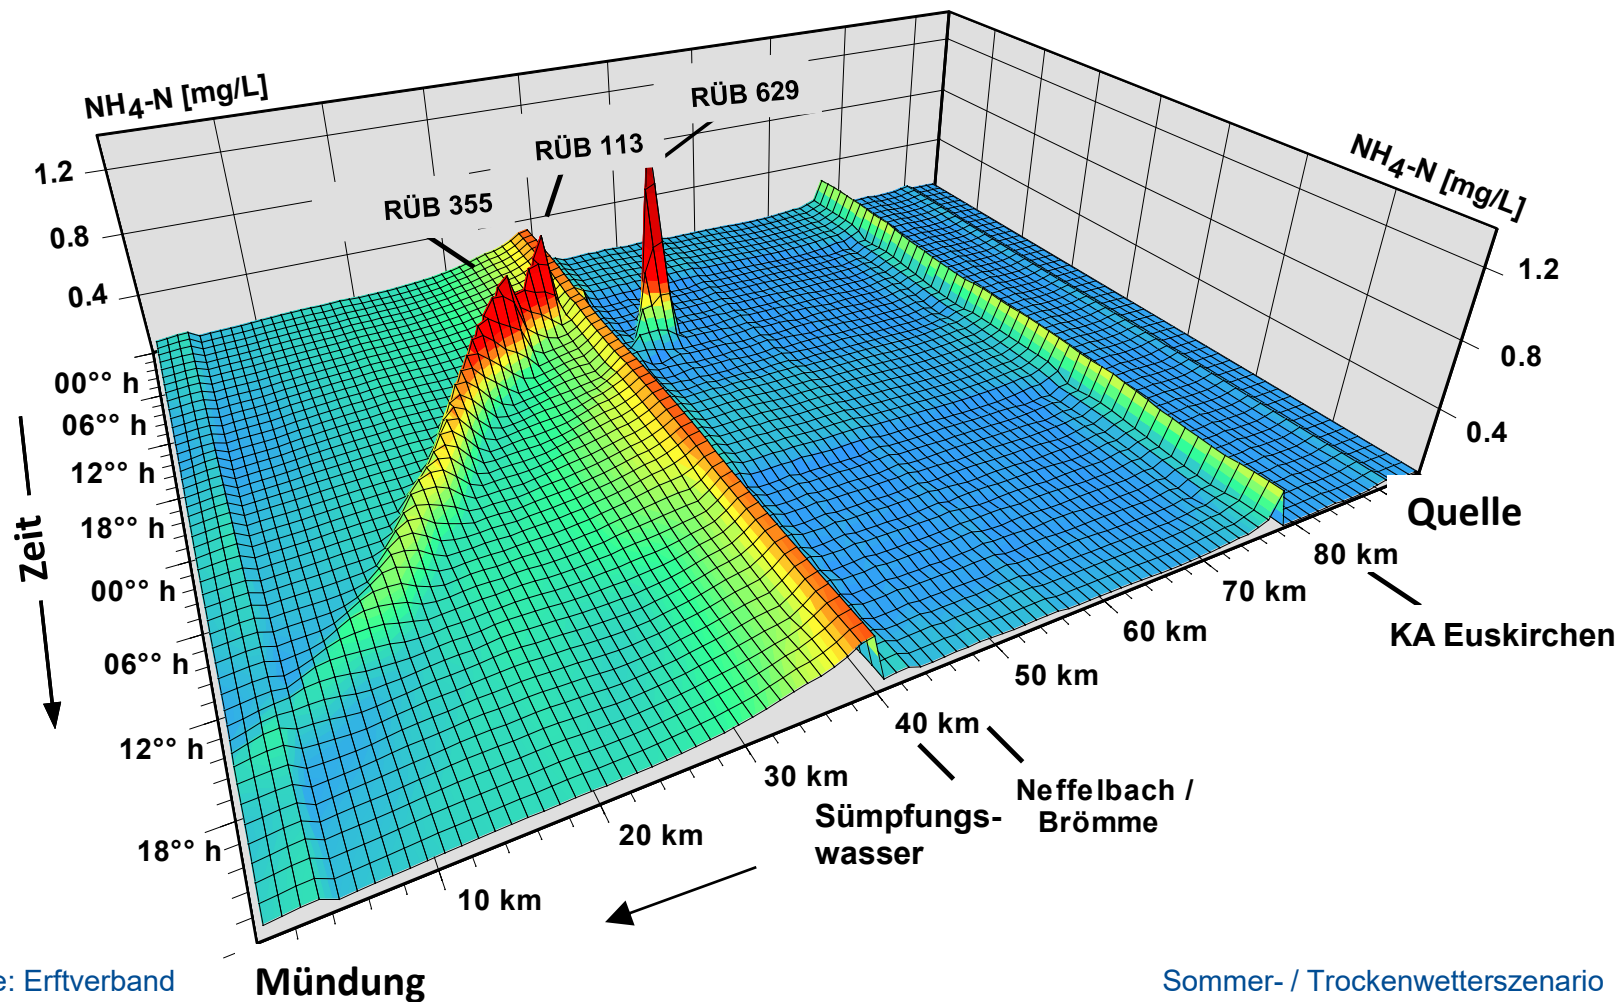 NH4-N [mg/L]
1.2
0.8
0.4
RÜB 629
RÜB 113
RÜB 355
NH4-N [mg/L]
1.2
0.8
0.4
00°° h
06°° h
12°° h
18°° h
00°° h
06°° h
12°° h
18°° h
Zeit
Quelle
80 km
70 km
60 km
50 km
40 km
30 km
20 km
10 km
KA Euskirchen
Neffelbach /
Brömme
Sümpfungs-
wasser
Mündung
e: Erftverband
Sommer- / Trockenwetterszenario